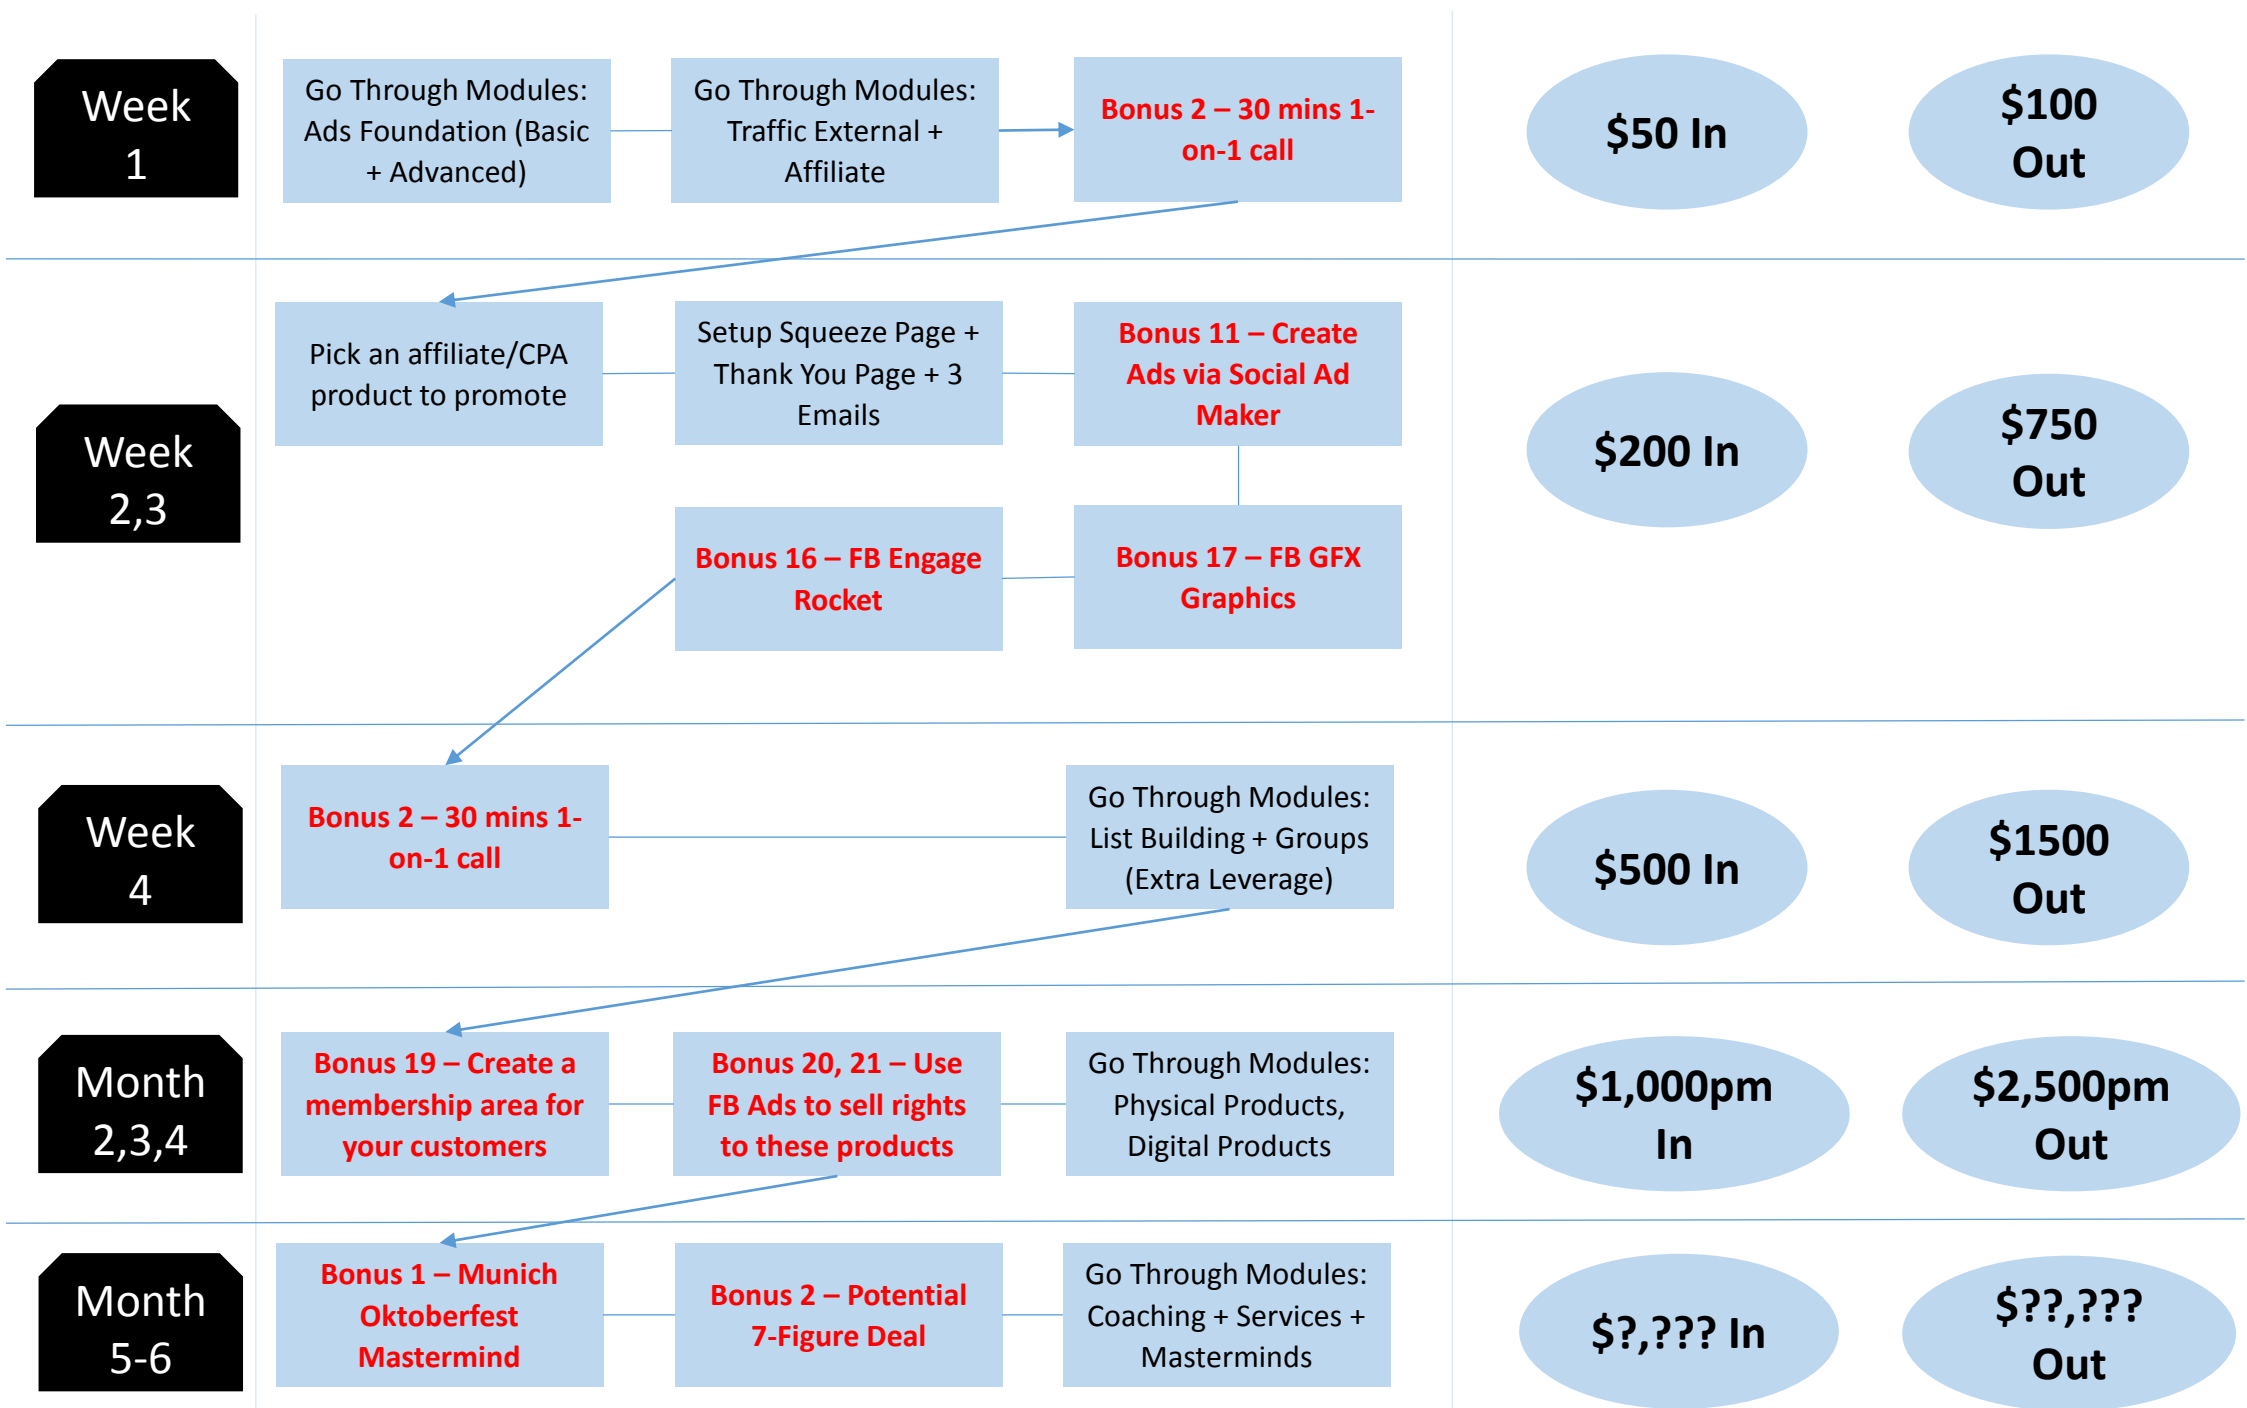 Week
1
Go Through Modules:
Ads Foundation (Basic
+ Advanced)
Go Through Modules:
Traffic External +
Affiliate
Bonus 2 – 30 mins 1-
on-1 call
$50 In
$100
Out
Week
2,3
Pick an affiliate/CPA
product to promote
Setup Squeeze Page +
Thank You Page + 3
Emails
Bonus 11 – Create
Ads via Social Ad
Maker
Bonus 16 – FB Engage
Rocket
Bonus 17 – FB GFX
Graphics
$200 In
$750
Out
Week
4
Bonus 2 – 30 mins 1-
on-1 call
Go Through Modules:
List Building + Groups
(Extra Leverage)
$500 In
$1500
Out
Month
2,3,4
Bonus 19 – Create a
membership area for
your customers
Bonus 20, 21 – Use
FB Ads to sell rights
to these products
Go Through Modules:
Physical Products,
Digital Products
$1,000pm
In
$2,500pm
Out
Month
5-6
Bonus 1 – Munich
Oktoberfest
Mastermind
Bonus 2 – Potential
7-Figure Deal
Go Through Modules:
Coaching + Services +
Masterminds
$?,??? In
$??,???
Out